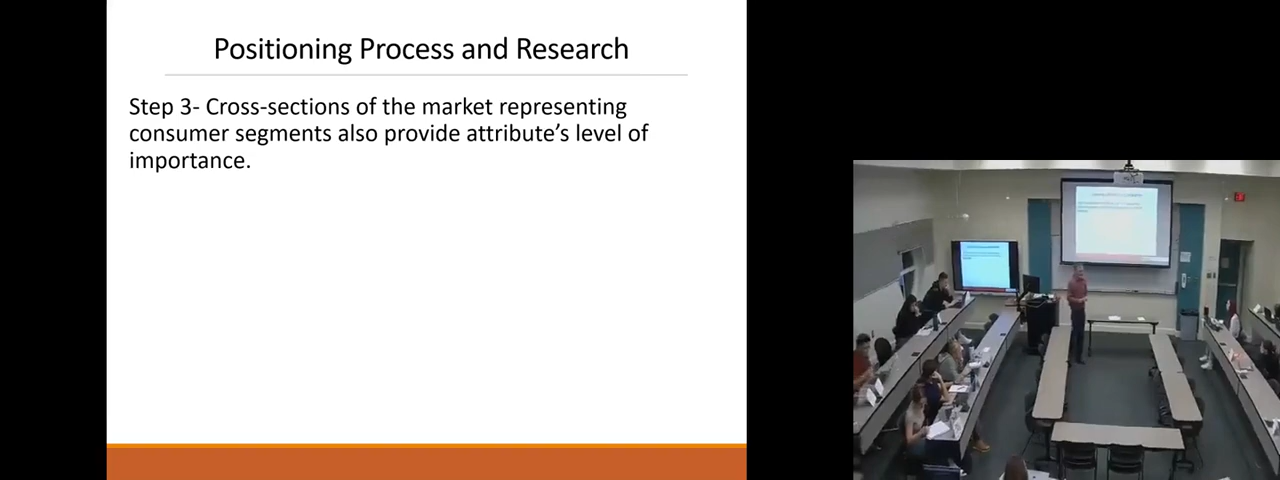 Positioning Process and Research
Step 3- Cross-sections of the market representing
consumer segments also provide attribute’s level of
importance.